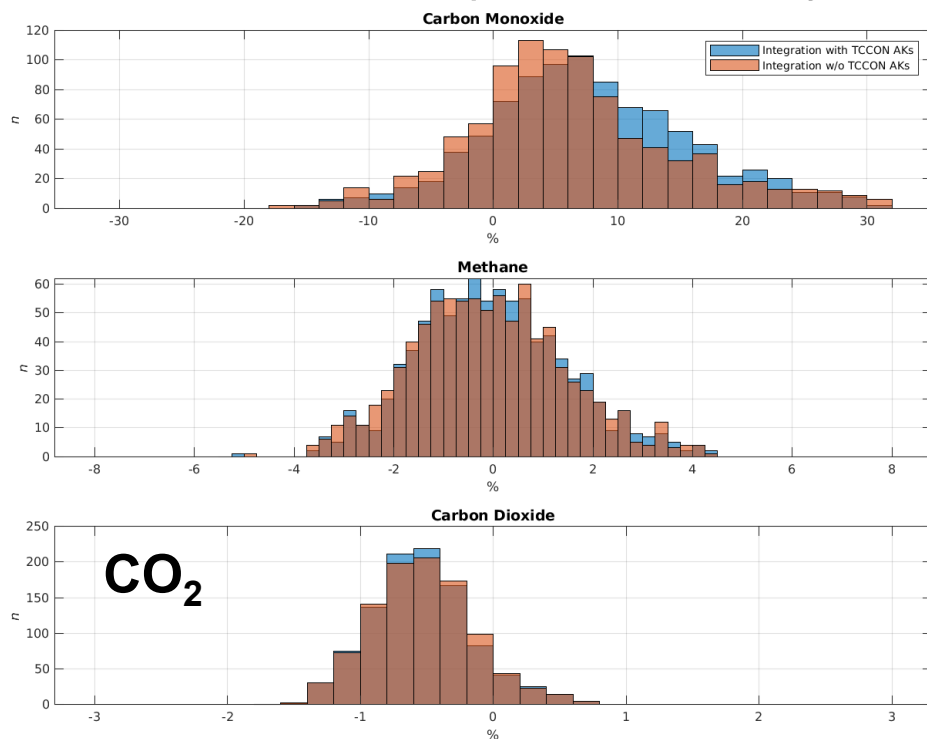 Carbon Monoxide
120
100
80
60
40
20
0
n
Integration with TCCON AKs
Integration w/o TCCON AKs
-30 -20 -10 0 10 20 30
%
Methane
60
50
40
30
20
10
0
n
-8 -6 -4 -2 0 2 4 6 8
%
Carbon Dioxide
250
200
150
100
50
0
n
CO₂
-3 -2 -1 0 1 2 3
%